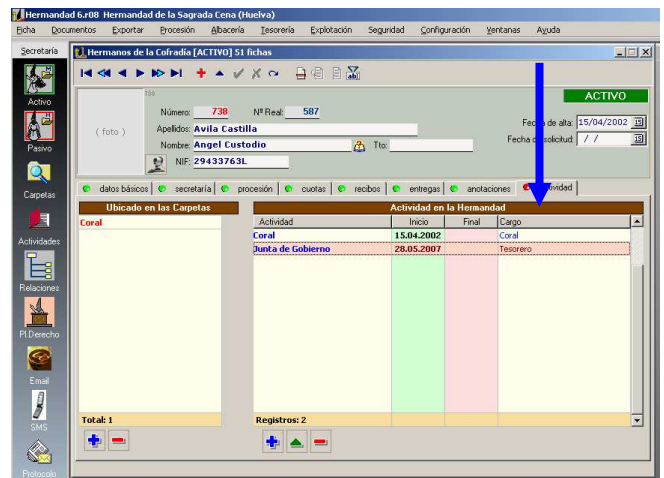 Hermandad 6.r08 Hermandad de la Sagrada Cena (Huelva)
Ficha Documentos Exportar Procesión Albacería Tesorería Explotación Seguridad Configuración Ventanas Ayuda
Secretaría
Hermanos de la Cofradía [ACTIVO] 51 fichas
Activo
Pasivo
Carpetas
Actividades
Relaciones
Pl.Derecho
Email
SMS
Protocolo
738
ACTIVO
( foto )
Número: 738 Nº Real: 587
Fecha de alta: 15/04/2002 15
Apellidos: Avila Castilla
Fecha de solicitud: / / 15
Nombre: Angel Custodio Tto:
NIF: 29433763L
datos básicos secretaría procesión cuotas recibos entregas anotaciones
Ubicado en las Carpetas
Coral
Total: 1
Actividad en la Hermandad
Actividad Inicio Final Cargo
Coral 15.04.2002 Coral
Junta de Gobierno 28.05.2007 Tesorero
Registros: 2